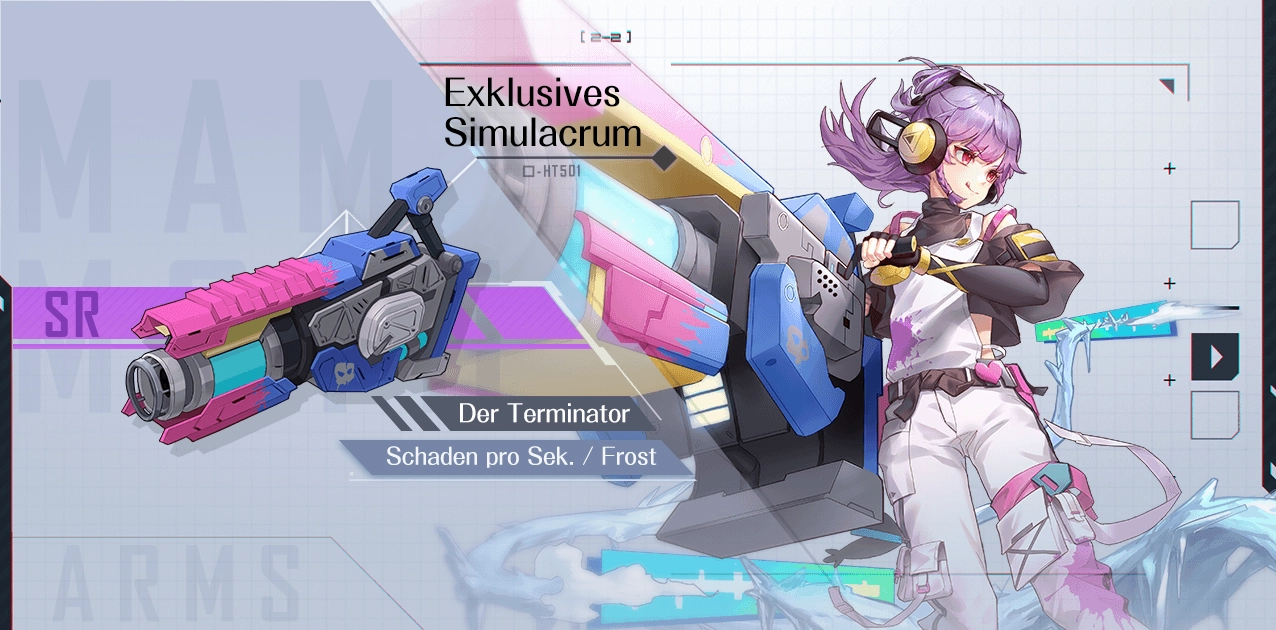 [2-2]
Exklusives
Simulacrum
HT501
SR
Der Terminator
Schaden pro Sek. / Frost
ARMS